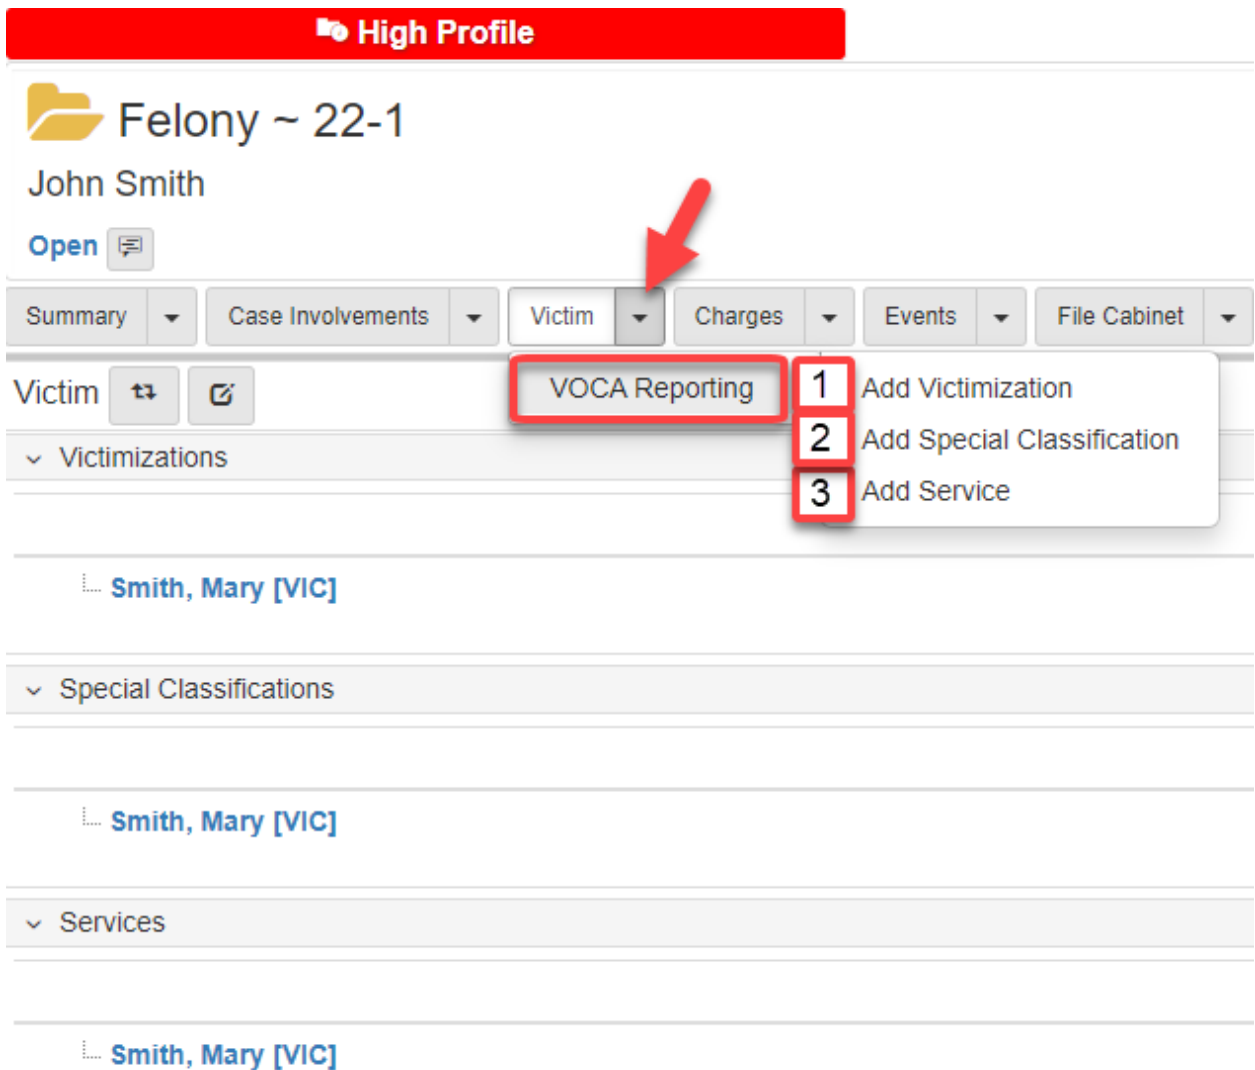 High Profile
Felony ~ 22-1
John Smith
Open
Summary Case Involvements Victim Charges Events File Cabinet
Victim VOCA Reporting 1 Add Victimization
2 Add Special Classification
Victimizations
3 Add Service
Smith, Mary [VIC]
Special Classifications
Smith, Mary [VIC]
Services
Smith, Mary [VIC]